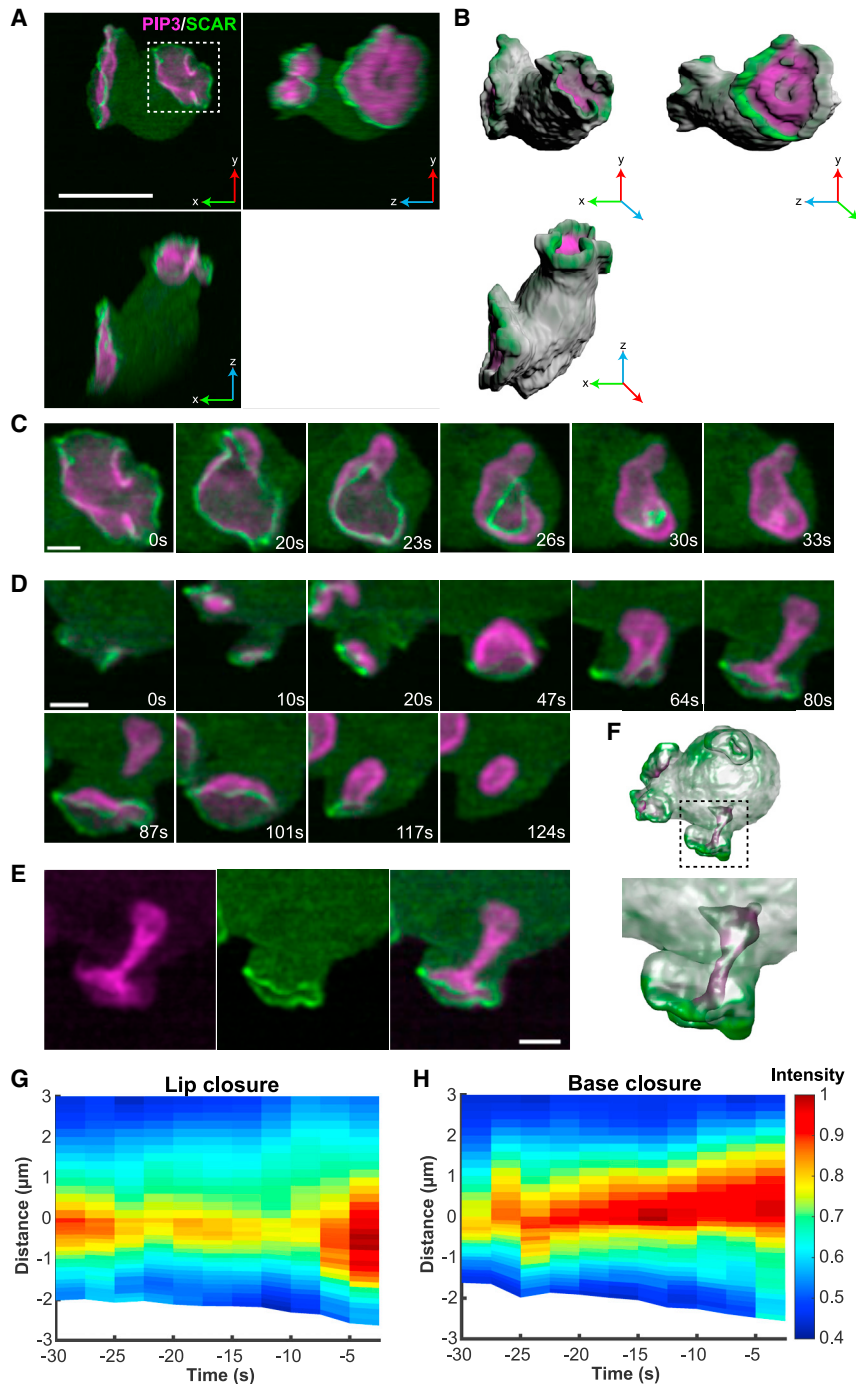 A
PIP3/SCAR
y
x
y
z
z
x
B
y
x
y
z
x
z
x
C
0s
20s
23s
26s
30s
33s
D
0s
10s
20s
47s
64s
80s
87s
101s
117s
124s
E
F
G
Lip closure
Distance (µm)
3
2
1
0
-1
-2
-3
-30
-25
-20
-15
-10
-5
Time (s)
H
Base closure
Distance (µm)
3
2
1
0
-1
-2
-3
-30
-25
-20
-15
-10
-5
Time (s)
Intensity
1
0.9
0.8
0.7
0.6
0.5
0.4